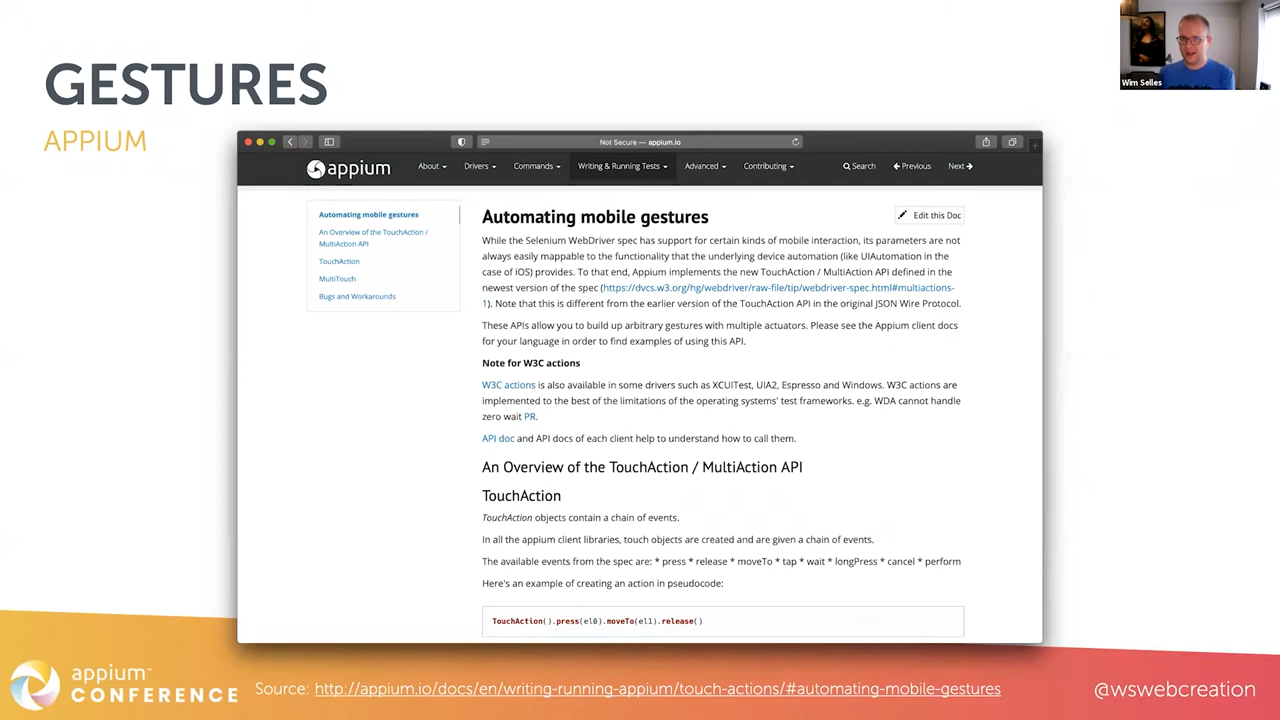 GESTURES
APPIUM
Wim Selles
Not Secure — appium.io
appium
About
Drivers
Commands
Writing & Running Tests
Advanced
Contributing
Search
Previous
Next
Automating mobile gestures
An Overview of the TouchAction /
MultiAction API
TouchAction
MultiTouch
Bugs and Workarounds
Automating mobile gestures
Edit this Doc
While the Selenium WebDriver spec has support for certain kinds of mobile interaction, its parameters are not
always easily mappable to the functionality that the underlying device automation (like UIAutomation in the
case of iOS) provides. To that end, Appium implements the new TouchAction / MultiAction API defined in the
newest version of the spec (https://dvcs.w3.org/hg/webdriver/raw-file/tip/webdriver-spec.html#multiactions-
1). Note that this is different from the earlier version of the TouchAction API in the original JSON Wire Protocol.
These APIs allow you to build up arbitrary gestures with multiple actuators. Please see the Appium client docs
for your language in order to find examples of using this API.
Note for W3C actions
W3C actions is also available in some drivers such as XCUITest, UIA2, Espresso and Windows. W3C actions are
implemented to the best of the limitations of the operating systems' test frameworks. e.g. WDA cannot handle
zero wait PR.
API doc and API docs of each client help to understand how to call them.
An Overview of the TouchAction / MultiAction API
TouchAction
TouchAction objects contain a chain of events.
In all the appium client libraries, touch objects are created and are given a chain of events.
The available events from the spec are: * press * release * moveTo * tap * wait * longPress * cancel * perform
Here's an example of creating an action in pseudocode:
TouchAction().press(el0).moveTo(el1).release()
appium™
CONFERENCE
Source: http://appium.io/docs/en/writing-running-appium/touch-actions/#automating-mobile-gestures
@wswebcreation